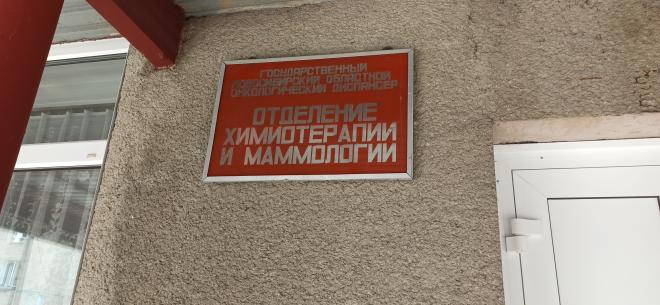 ГОСУДАРСТВЕННЫЙ
НОВОСИБИРСКИЙ ОБЛАСТНОЙ
ОНКОЛОГИЧЕСКИЙ ДИСПАНСЕР
ОТДЕЛЕНИЕ
ХИМИОТЕРАПИИ
И МАММОЛОГИИ